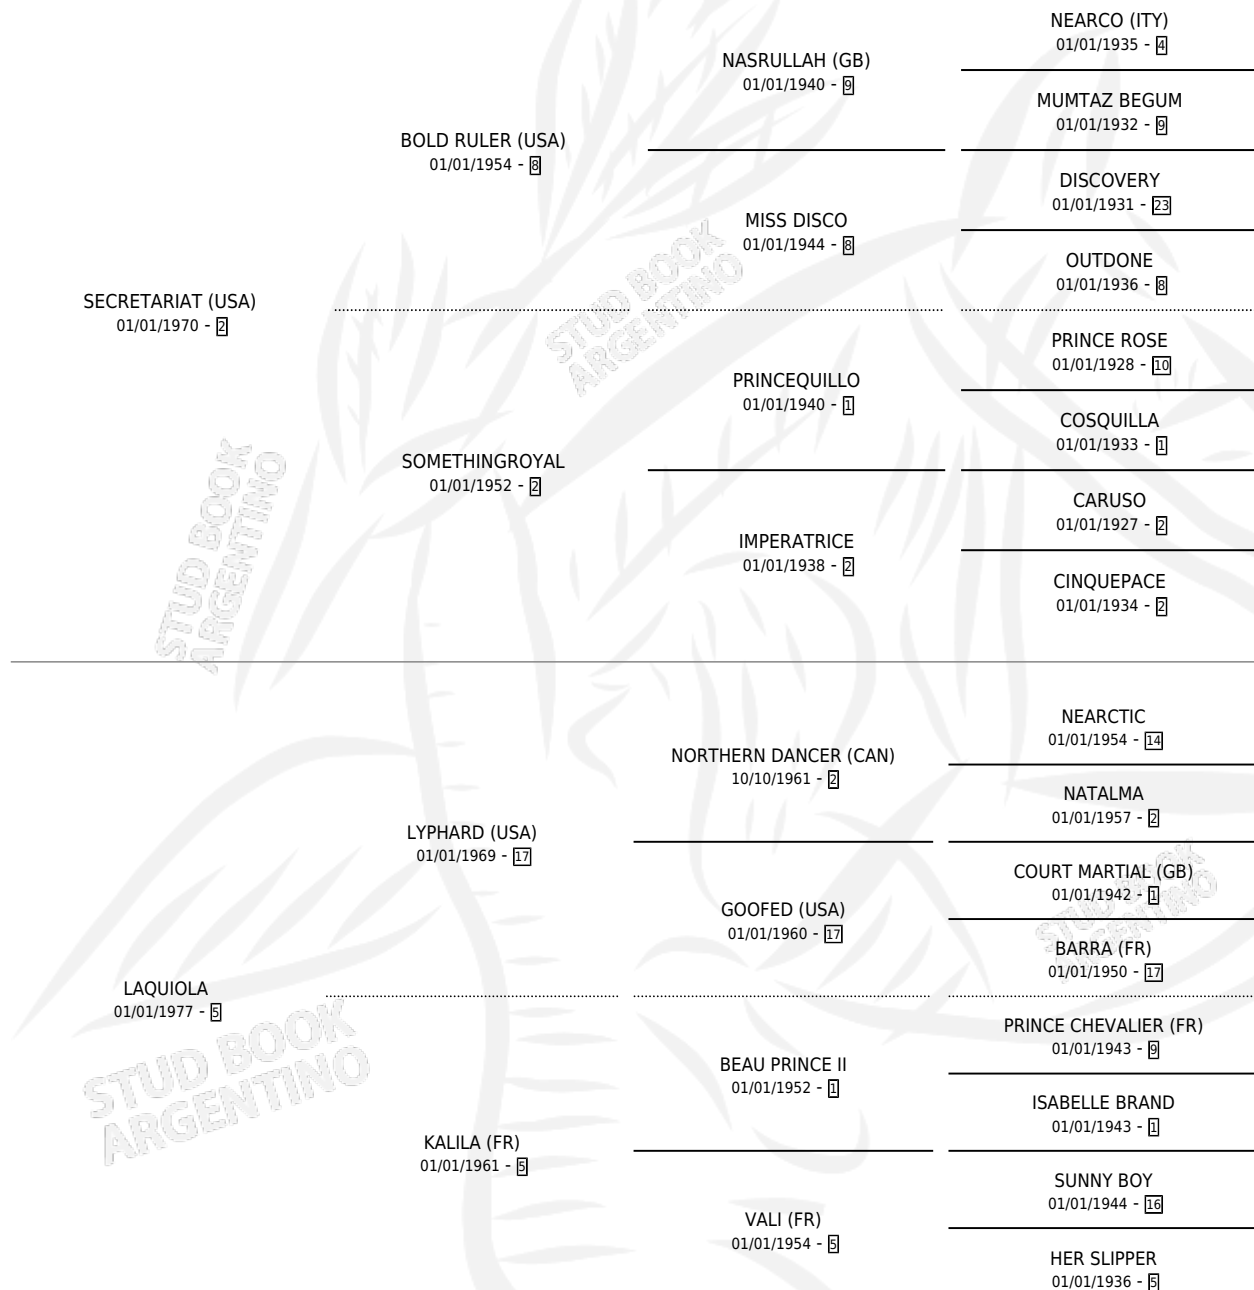 NEARCO (ITY)
01/01/1935 - 4
NASRULLAH (GB)
01/01/1940 - 9
MUMTAZ BEGUM
01/01/1932 - 9
BOLD RULER (USA)
01/01/1954 - 8
DISCOVERY
01/01/1931 - 23
MISS DISCO
01/01/1944 - 8
OUTDONE
01/01/1936 - 8
SECRETARIAT (USA)
01/01/1970 - 2
PRINCE ROSE
01/01/1928 - 10
PRINCEQUILLO
01/01/1940 - 1
COSQUILLA
01/01/1933 - 1
SOMETHINGROYAL
01/01/1952 - 2
CARUSO
01/01/1927 - 2
IMPERATRICE
01/01/1938 - 2
CINQUEPACE
01/01/1934 - 2
NEARCTIC
01/01/1954 - 14
NORTHERN DANCER (CAN)
10/10/1961 - 2
NATALMA
01/01/1957 - 2
LYPHARD (USA)
01/01/1969 - 17
COURT MARTIAL (GB)
01/01/1942 - 1
GOOFED (USA)
01/01/1960 - 17
BARRA (FR)
01/01/1950 - 17
LAQUIOLA
01/01/1977 - 5
PRINCE CHEVALIER (FR)
01/01/1943 - 9
BEAU PRINCE II
01/01/1952 - 1
ISABELLE BRAND
01/01/1943 - 1
KALILA (FR)
01/01/1961 - 5
SUNNY BOY
01/01/1944 - 16
VALI (FR)
01/01/1954 - 5
HER SLIPPER
01/01/1936 - 5
STUD BOOK
ARGENTINO
STUD BOOK
ARGENTINO
STUD BOOK
ARGENTINO
STUD BOOK
ARGENTINO